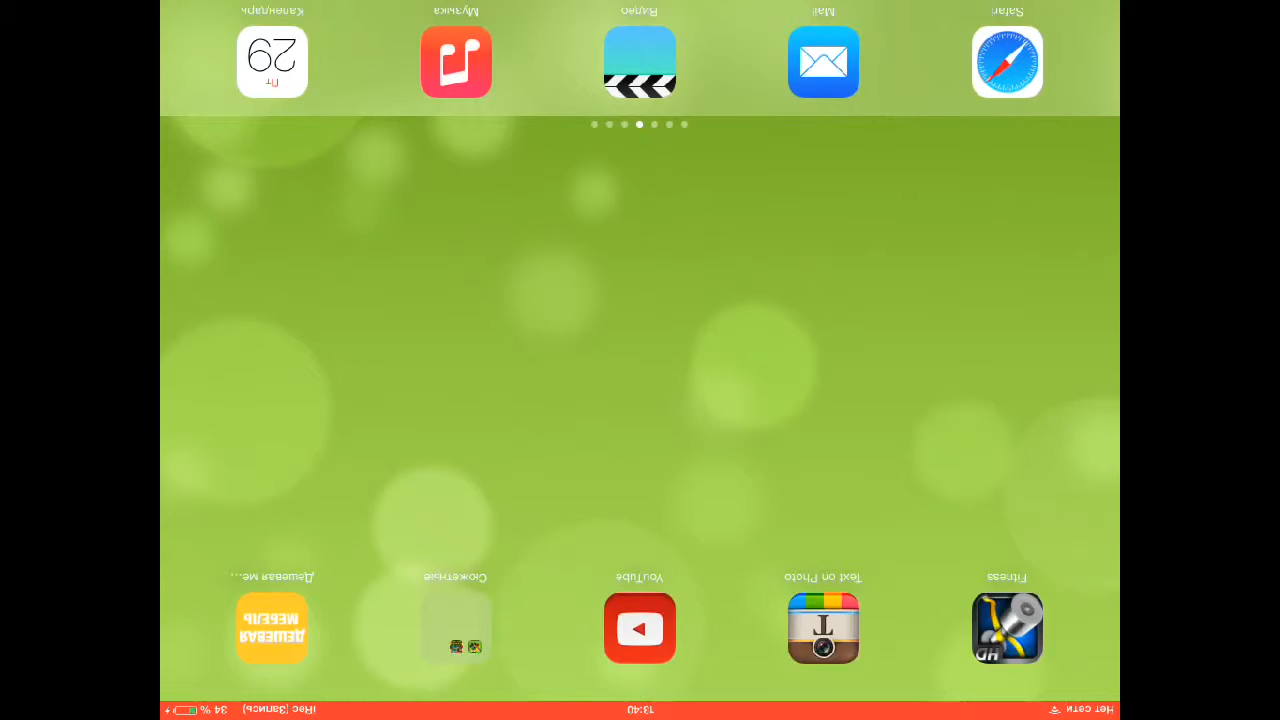 Нет сети 13:40 iRec (Запись) 34 %
HD
T
ДЕШЕВАЯ
МЕБЕЛЬ
Fitness Text on Photo YouTube Сюжетные Дешевая ме...
Пт
29
Safari Mail Видео Музыка Календарь